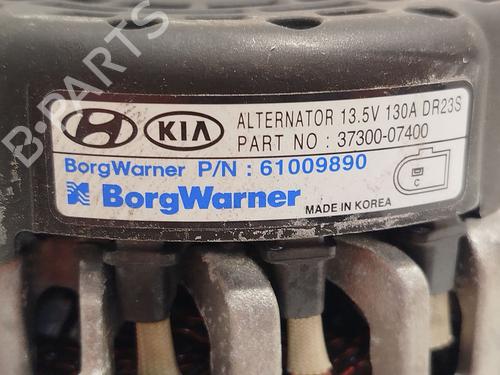 B-PARTS
KIA
ALTERNATOR 13.5V 130A DR23S
PART NO : 37300-07400
BorgWarner P/N : 61009890
C
BorgWarner
MADE IN KOREA